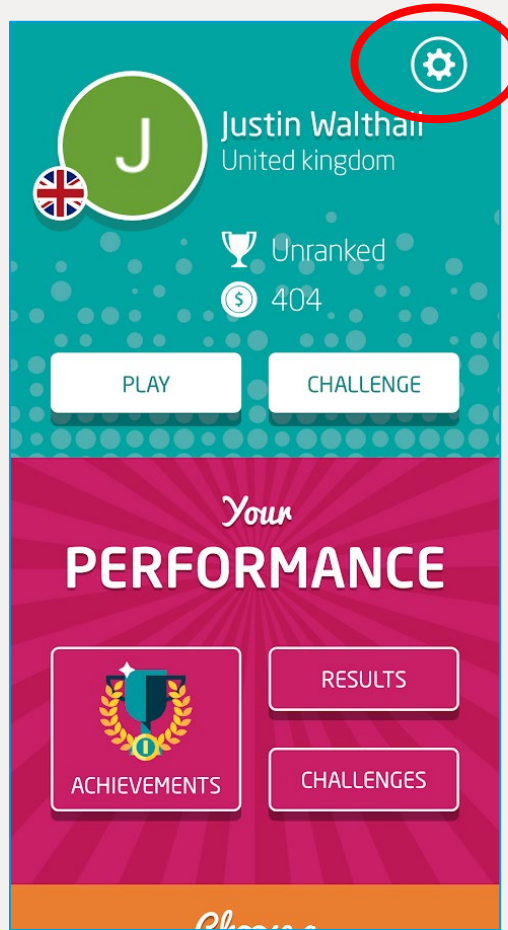 J
Justin Walthall
United kingdom
Unranked
$ 404
PLAY
CHALLENGE
Your
PERFORMANCE
RESULTS
ACHIEVEMENTS
CHALLENGES